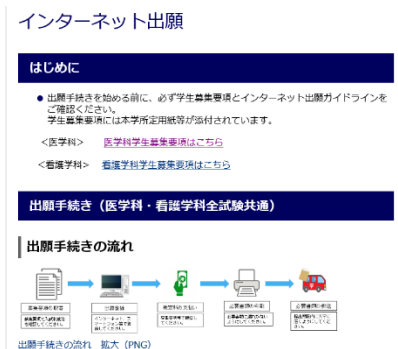 インターネット出願
はじめに
出願手続きを始める前に、必ず学生募集要項とインターネット出願ガイドラインを
ご確認ください。
学生募集要項には本学所定用紙等が添付されています。
<医学科> 医学科学生募集要項はこちら
<看護学科> 看護学科学生募集要項はこちら
出願手続き（医学科・看護学科全試験共通）
出願手続きの流れ
出願手続きの流れ 拡大（PNG）